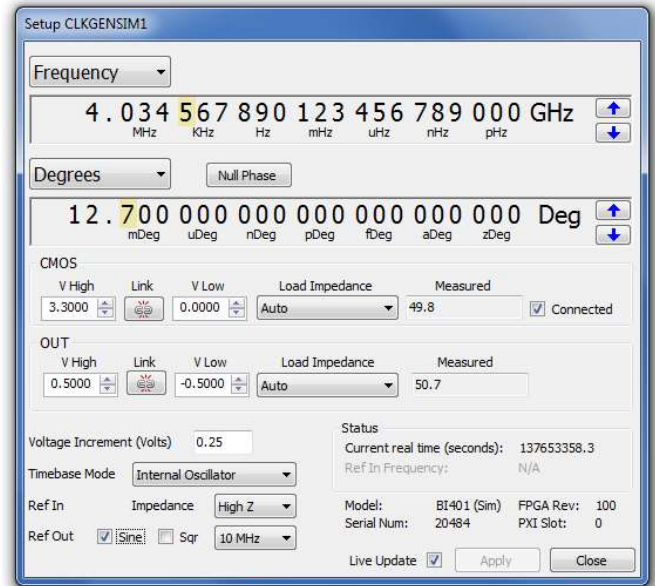 Setup CLKGENSIM1
Frequency
4.034 567 890 123 456 789 000 GHz
MHz KHz Hz mHz uHz nHz pHz
Degrees Null Phase
12.700 000 000 000 000 000 000 Deg
mDeg uDeg nDeg pDeg fDeg aDeg zDeg
CMOS
V High Link V Low Load Impedance Measured
3.3000 0.0000 Auto 49.8 Connected
OUT
V High Link V Low Load Impedance Measured
0.5000 -0.5000 Auto 50.7
Voltage Increment (Volts) 0.25
Timebase Mode Internal Oscillator
Ref In Impedance High Z
Ref Out Sine Sqr 10 MHz
Status
Current real time (seconds): 137653358.3
Ref In Frequency: N/A
Model: BI401 (Sim) FPGA Rev: 100
Serial Num: 20484 PXI Slot: 0
Live Update Apply Close